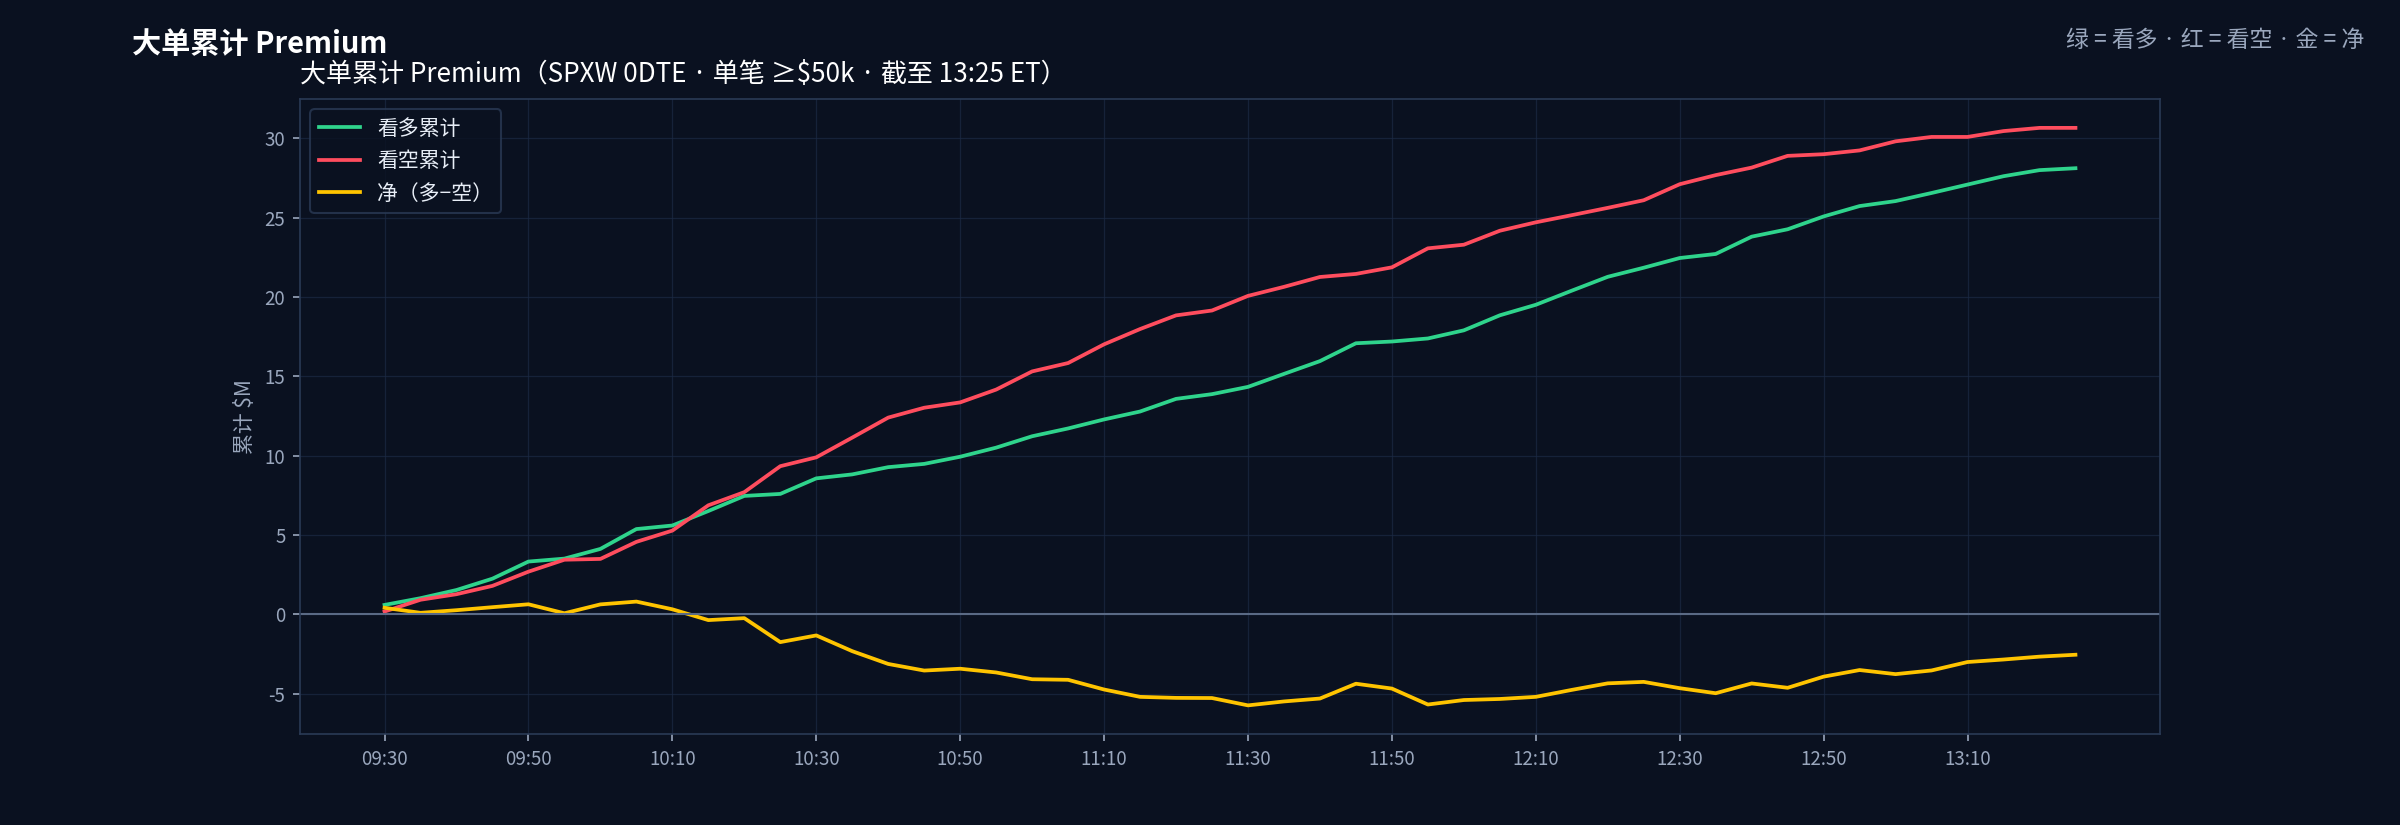 大单累计 Premium
绿 = 看多 · 红 = 看空 · 金 = 净
大单累计 Premium（SPXW 0DTE · 单笔 ≥$50k · 截至 13:25 ET）
看多累计
看空累计
净（多−空）
累计 $M
30
25
20
15
10
5
0
-5
09:30 09:50 10:10 10:30 10:50 11:10 11:30 11:50 12:10 12:30 12:50 13:10